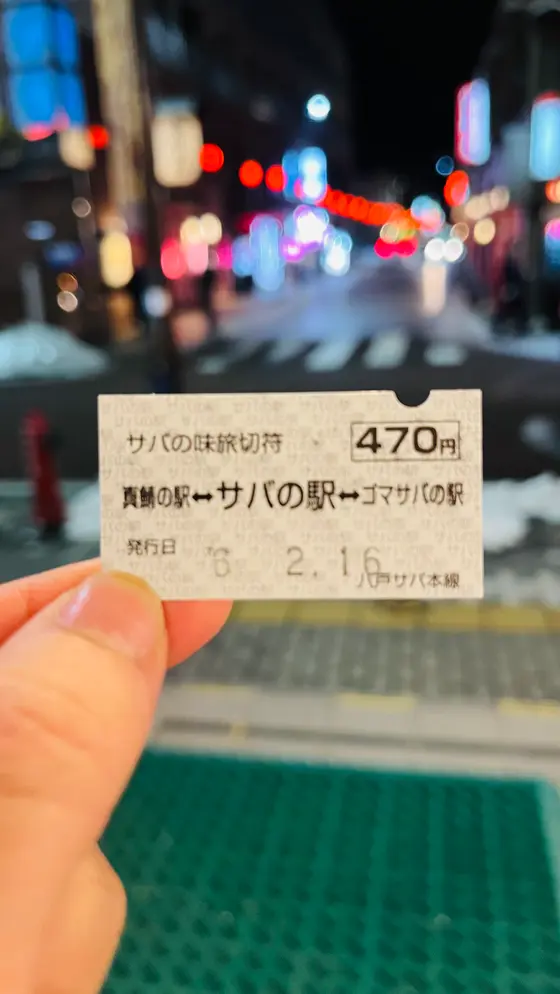 サバの味旅切符
470円
真鯖の駅↔サバの駅↔ゴマサバの駅
発行日 '6 2.16
八戸サバ本線